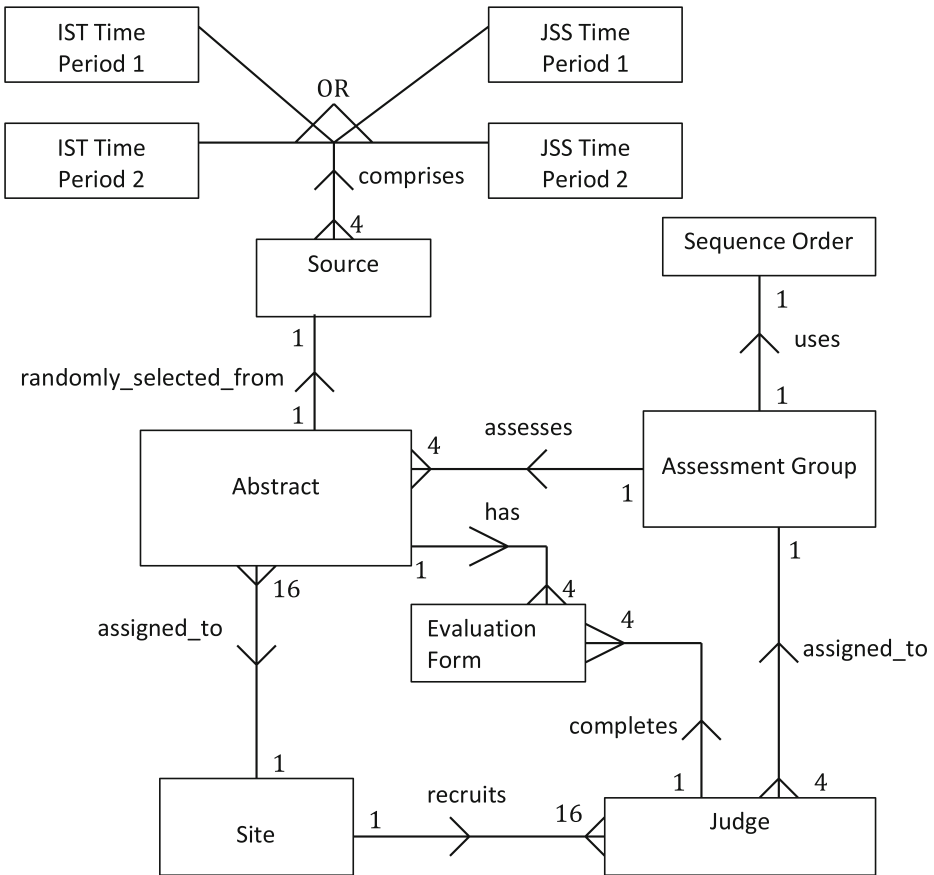 IST Time
Period 1
JSS Time
Period 1
OR
IST Time
Period 2
JSS Time
Period 2
comprises
4
Source
Sequence Order
1
1
uses
randomly_selected_from
1
1
assesses
4
Abstract
Assessment Group
1
has
1
1
16
4
assigned_to
Evaluation
Form
4
assigned_to
completes
1
1
4
recruits
1
16
Site
Judge